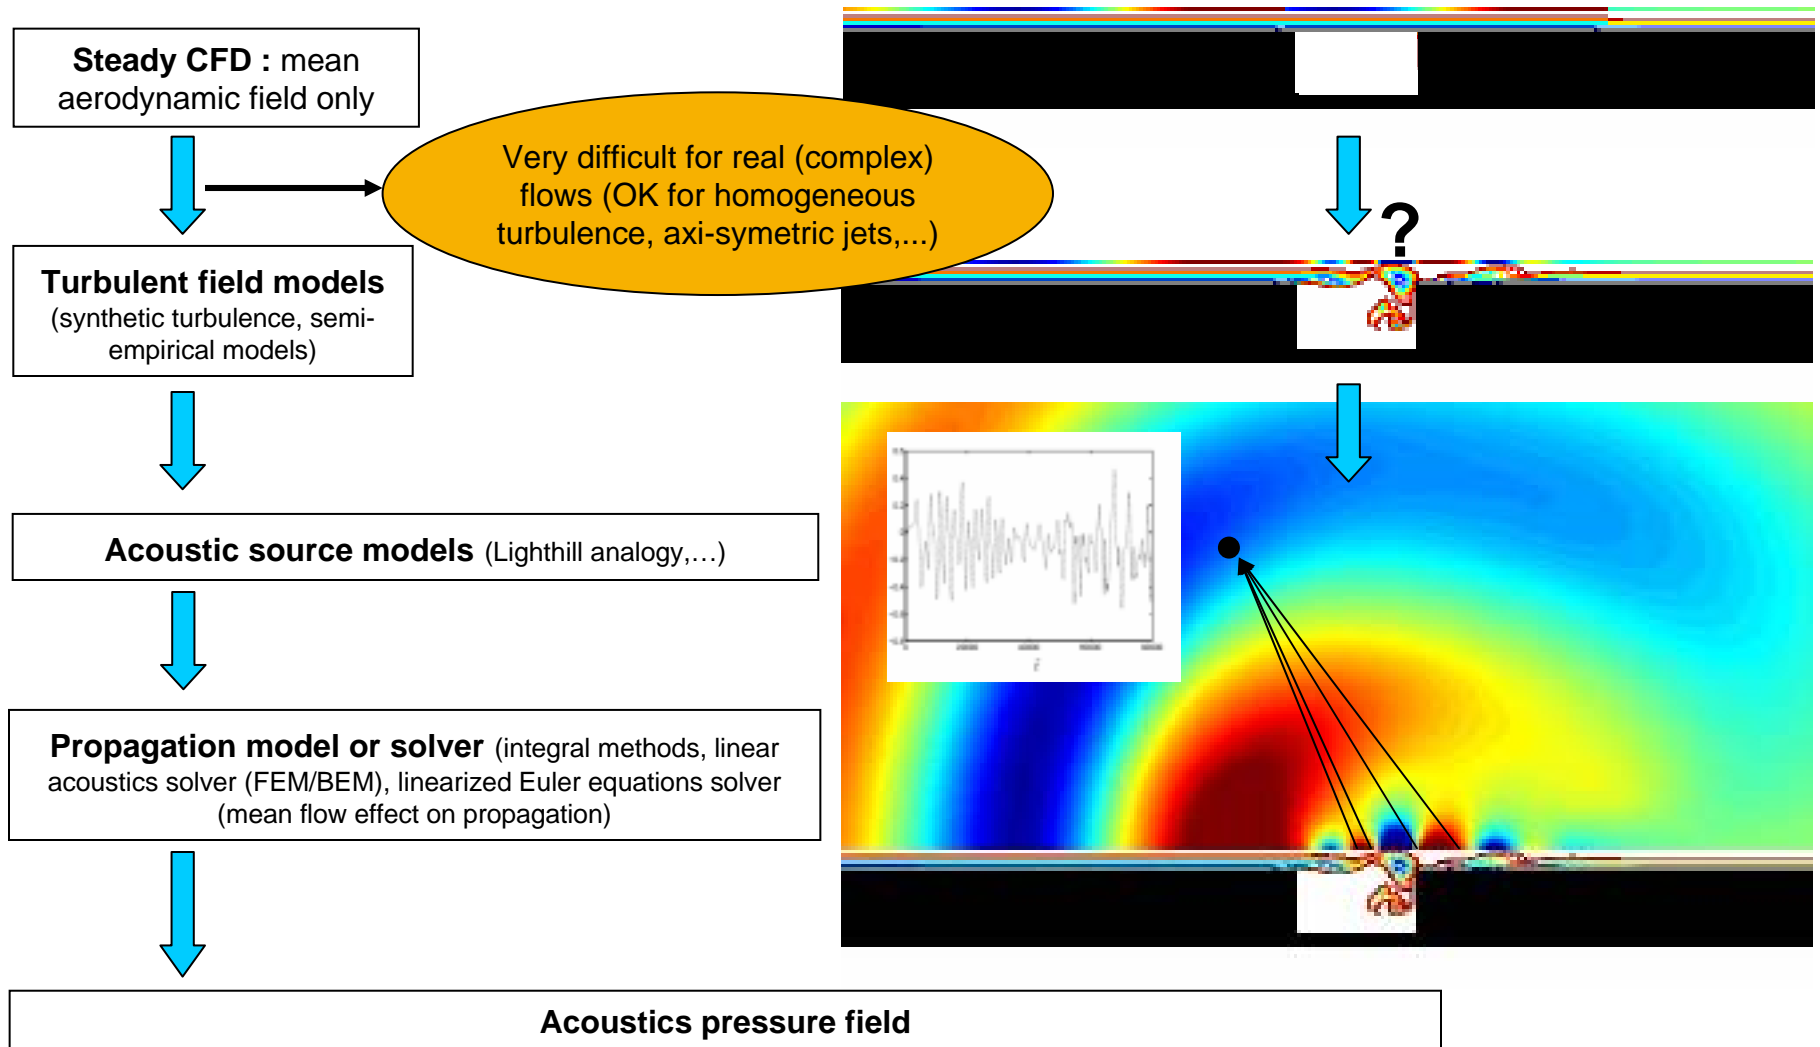 Steady CFD : mean
aerodynamic field only
Very difficult for real (complex)
flows (OK for homogeneous
turbulence, axi-symetric jets,...)
?
Turbulent field models
(synthetic turbulence, semi-
empirical models)
Acoustic source models (Lighthill analogy,…)
Propagation model or solver (integral methods, linear
acoustics solver (FEM/BEM), linearized Euler equations solver
(mean flow effect on propagation)
Acoustics pressure field